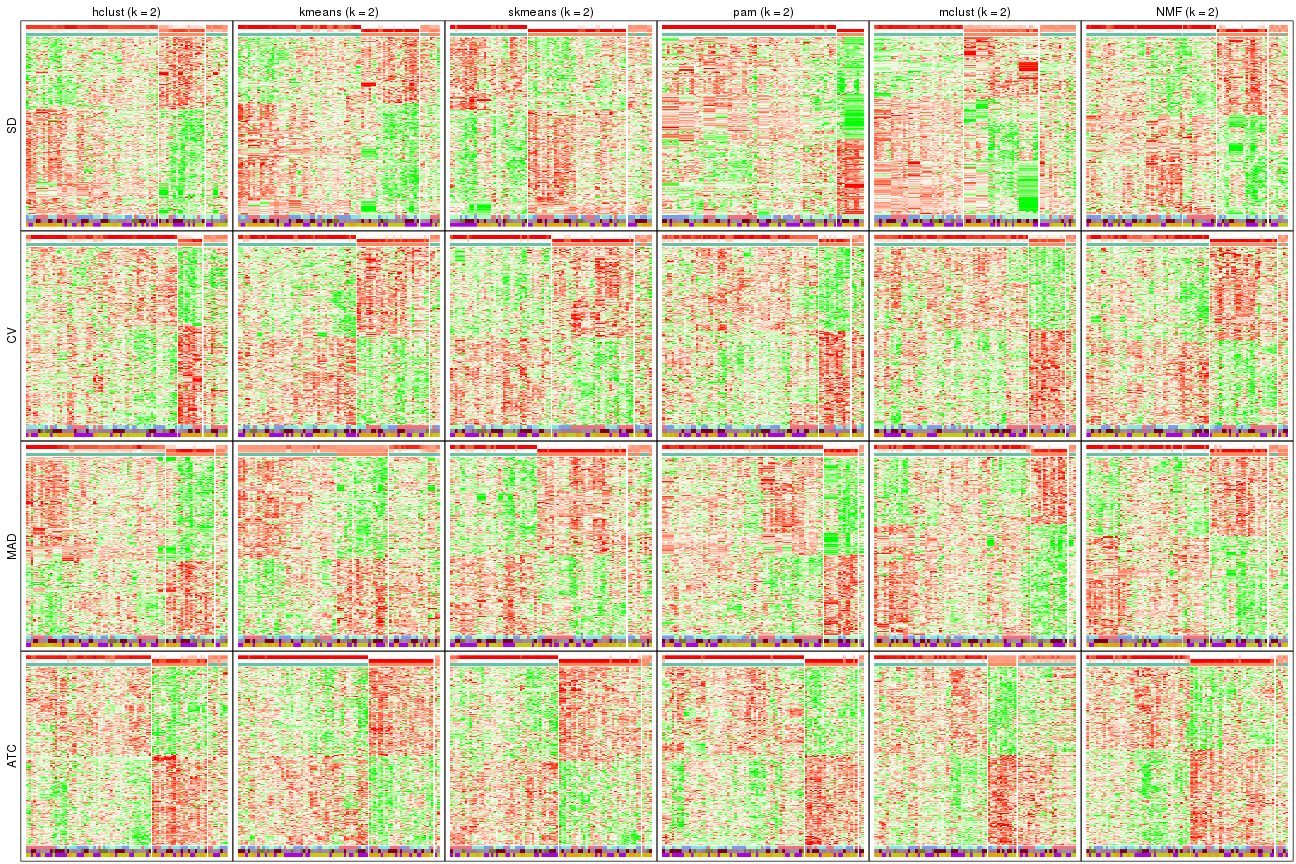 hclust (k = 2)
kmeans (k = 2)
skmeans (k = 2)
pam (k = 2)
mclust (k = 2)
NMF (k = 2)
SD
CV
MAD
ATC